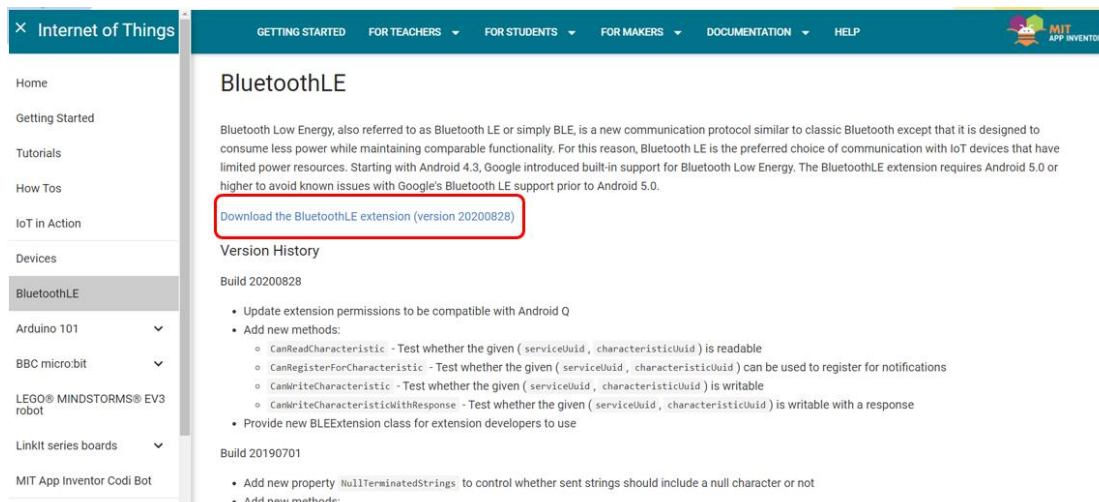 × Internet of Things
GETTING STARTED FOR TEACHERS FOR STUDENTS FOR MAKERS DOCUMENTATION HELP
MIT
APP INVENTOR
Home
Getting Started
Tutorials
How Tos
IoT in Action
Devices
BluetoothLE
Arduino 101
BBC micro:bit
LEGO® MINDSTORMS® EV3
robot
LinkIt series boards
MIT App Inventor Codi Bot
BluetoothLE
Bluetooth Low Energy, also referred to as Bluetooth LE or simply BLE, is a new communication protocol similar to classic Bluetooth except that it is designed to
consume less power while maintaining comparable functionality. For this reason, Bluetooth LE is the preferred choice of communication with IoT devices that have
limited power resources. Starting with Android 4.3, Google introduced built-in support for Bluetooth Low Energy. The BluetoothLE extension requires Android 5.0 or
higher to avoid known issues with Google's Bluetooth LE support prior to Android 5.0.
Download the BluetoothLE extension (version 20200828)
Version History
Build 20200828
• Update extension permissions to be compatible with Android Q
• Add new methods:
◦ CanReadCharacteristic - Test whether the given ( serviceUuid , characteristicUuid ) is readable
◦ CanRegisterForCharacteristic - Test whether the given ( serviceUuid , characteristicUuid ) can be used to register for notifications
◦ CanWriteCharacteristic - Test whether the given ( serviceUuid , characteristicUuid ) is writable
◦ CanWriteCharacteristicWithResponse - Test whether the given ( serviceUuid , characteristicUuid ) is writable with a response
• Provide new BLEExtension class for extension developers to use
Build 20190701
• Add new property NullTerminatedStrings to control whether sent strings should include a null character or not
• Add new methods: